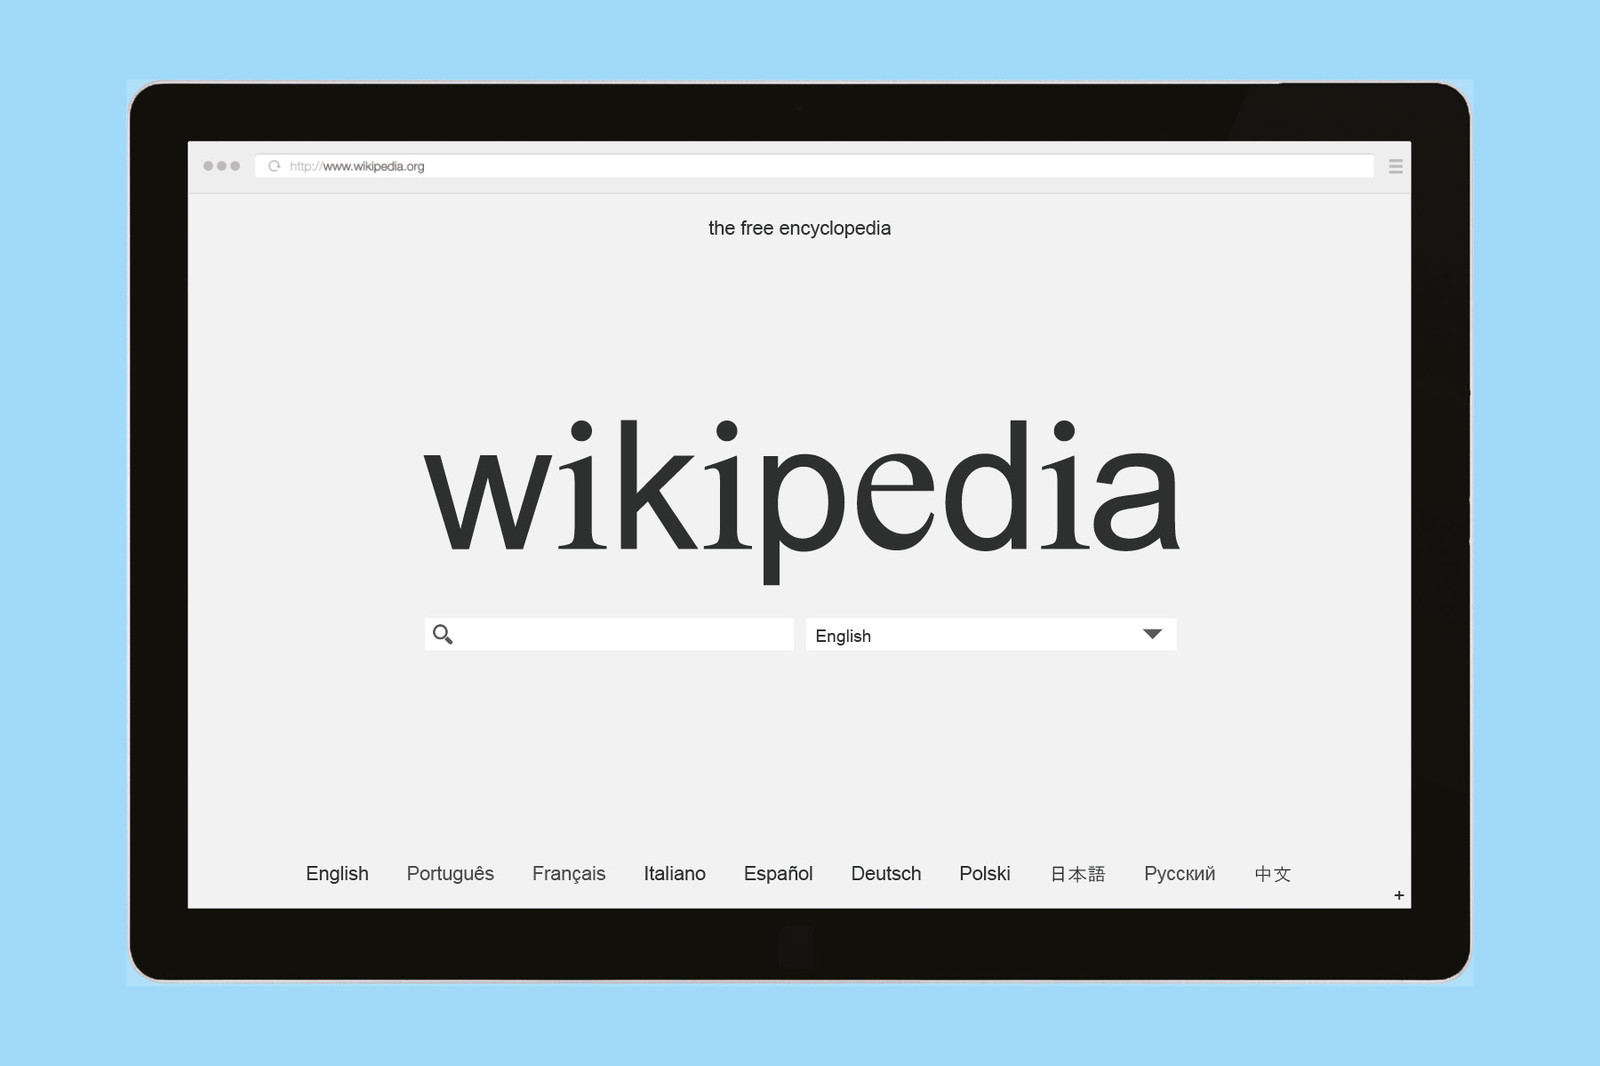 http://www.wikipedia.org
the free encyclopedia
wikipedia
English
English Português Français Italiano Español Deutsch Polski 日本語 Русский 中文
+